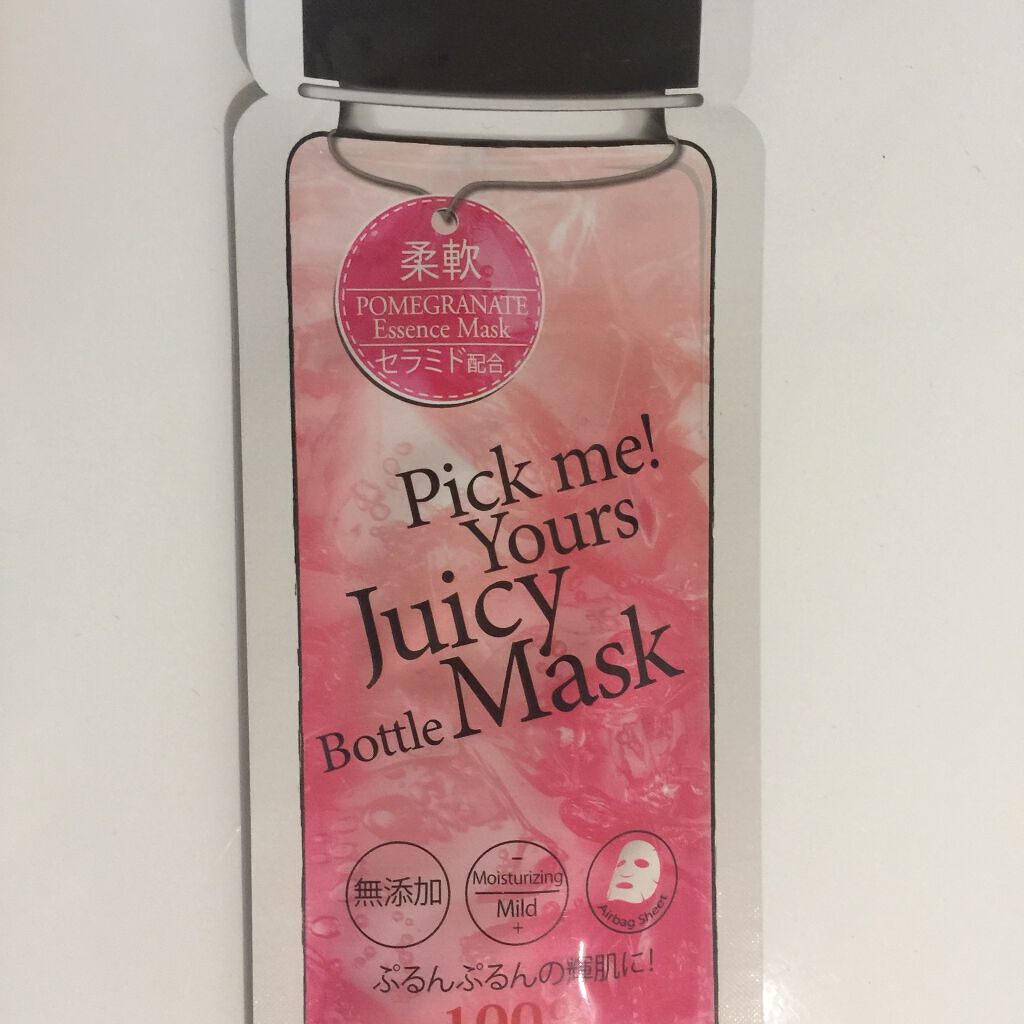 柔軟
POMEGRANATE
Essence Mask
セラミド配合
Pick me!
Yours
Juicy
Bottle Mask
無添加
Moisturizing
Mild
Airbag Sheet
ぷるんぷるんの輝肌に!